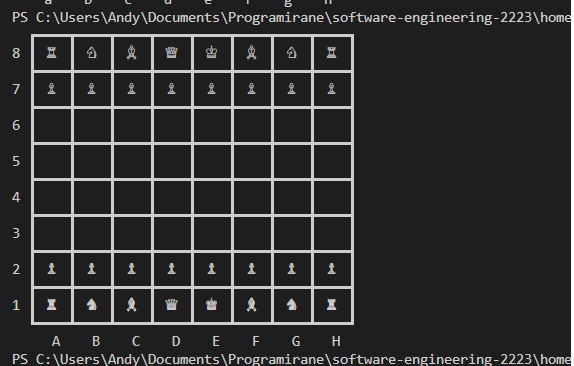 PS C:\Users\Andy\Documents\Programirane\software-engineering-2223\home
8 ♖ ♘ ♗ ♕ ♔ ♗ ♘ ♖
7 ♙ ♙ ♙ ♙ ♙ ♙ ♙ ♙
6
5
4
3
2 ♟ ♟ ♟ ♟ ♟ ♟ ♟ ♟
1 ♜ ♞ ♝ ♛ ♚ ♝ ♞ ♜
A B C D E F G H
PS C:\Users\Andy\Documents\Programirane\software-engineering-2223\home